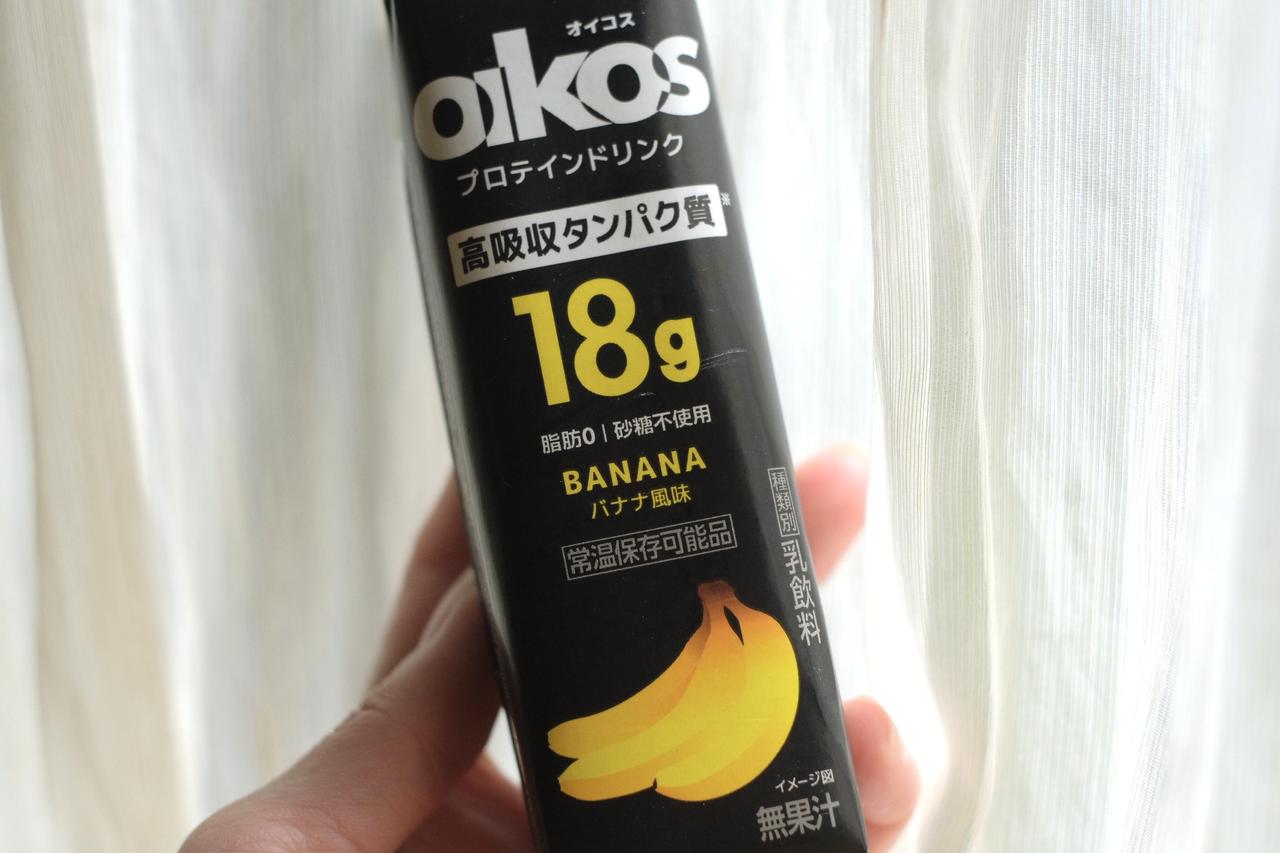 オイコス
oikos
プロテインドリンク
高吸収タンパク質※
18g
脂肪0 | 砂糖不使用
BANANA
バナナ風味
常温保存可能品
種類別 乳飲料
イメージ図
無果汁